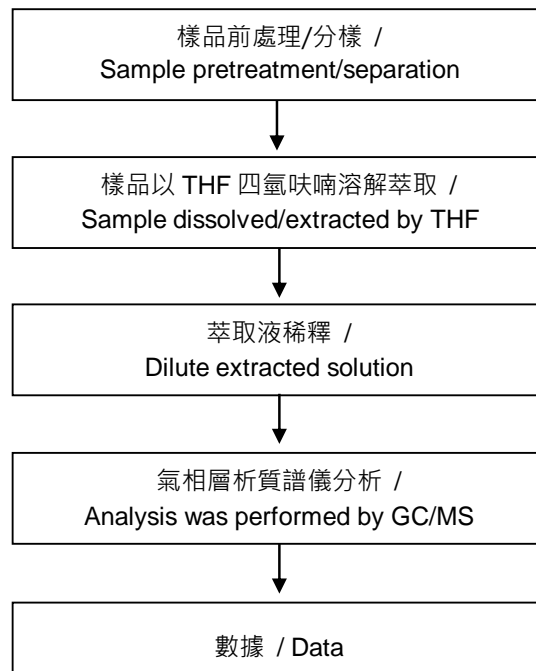 樣品前處理/分樣 /
Sample pretreatment/separation
樣品以 THF 四氫呋喃溶解萃取 /
Sample dissolved/extracted by THF
萃取液稀釋 /
Dilute extracted solution
氣相層析質譜儀分析 /
Analysis was performed by GC/MS
數據 / Data